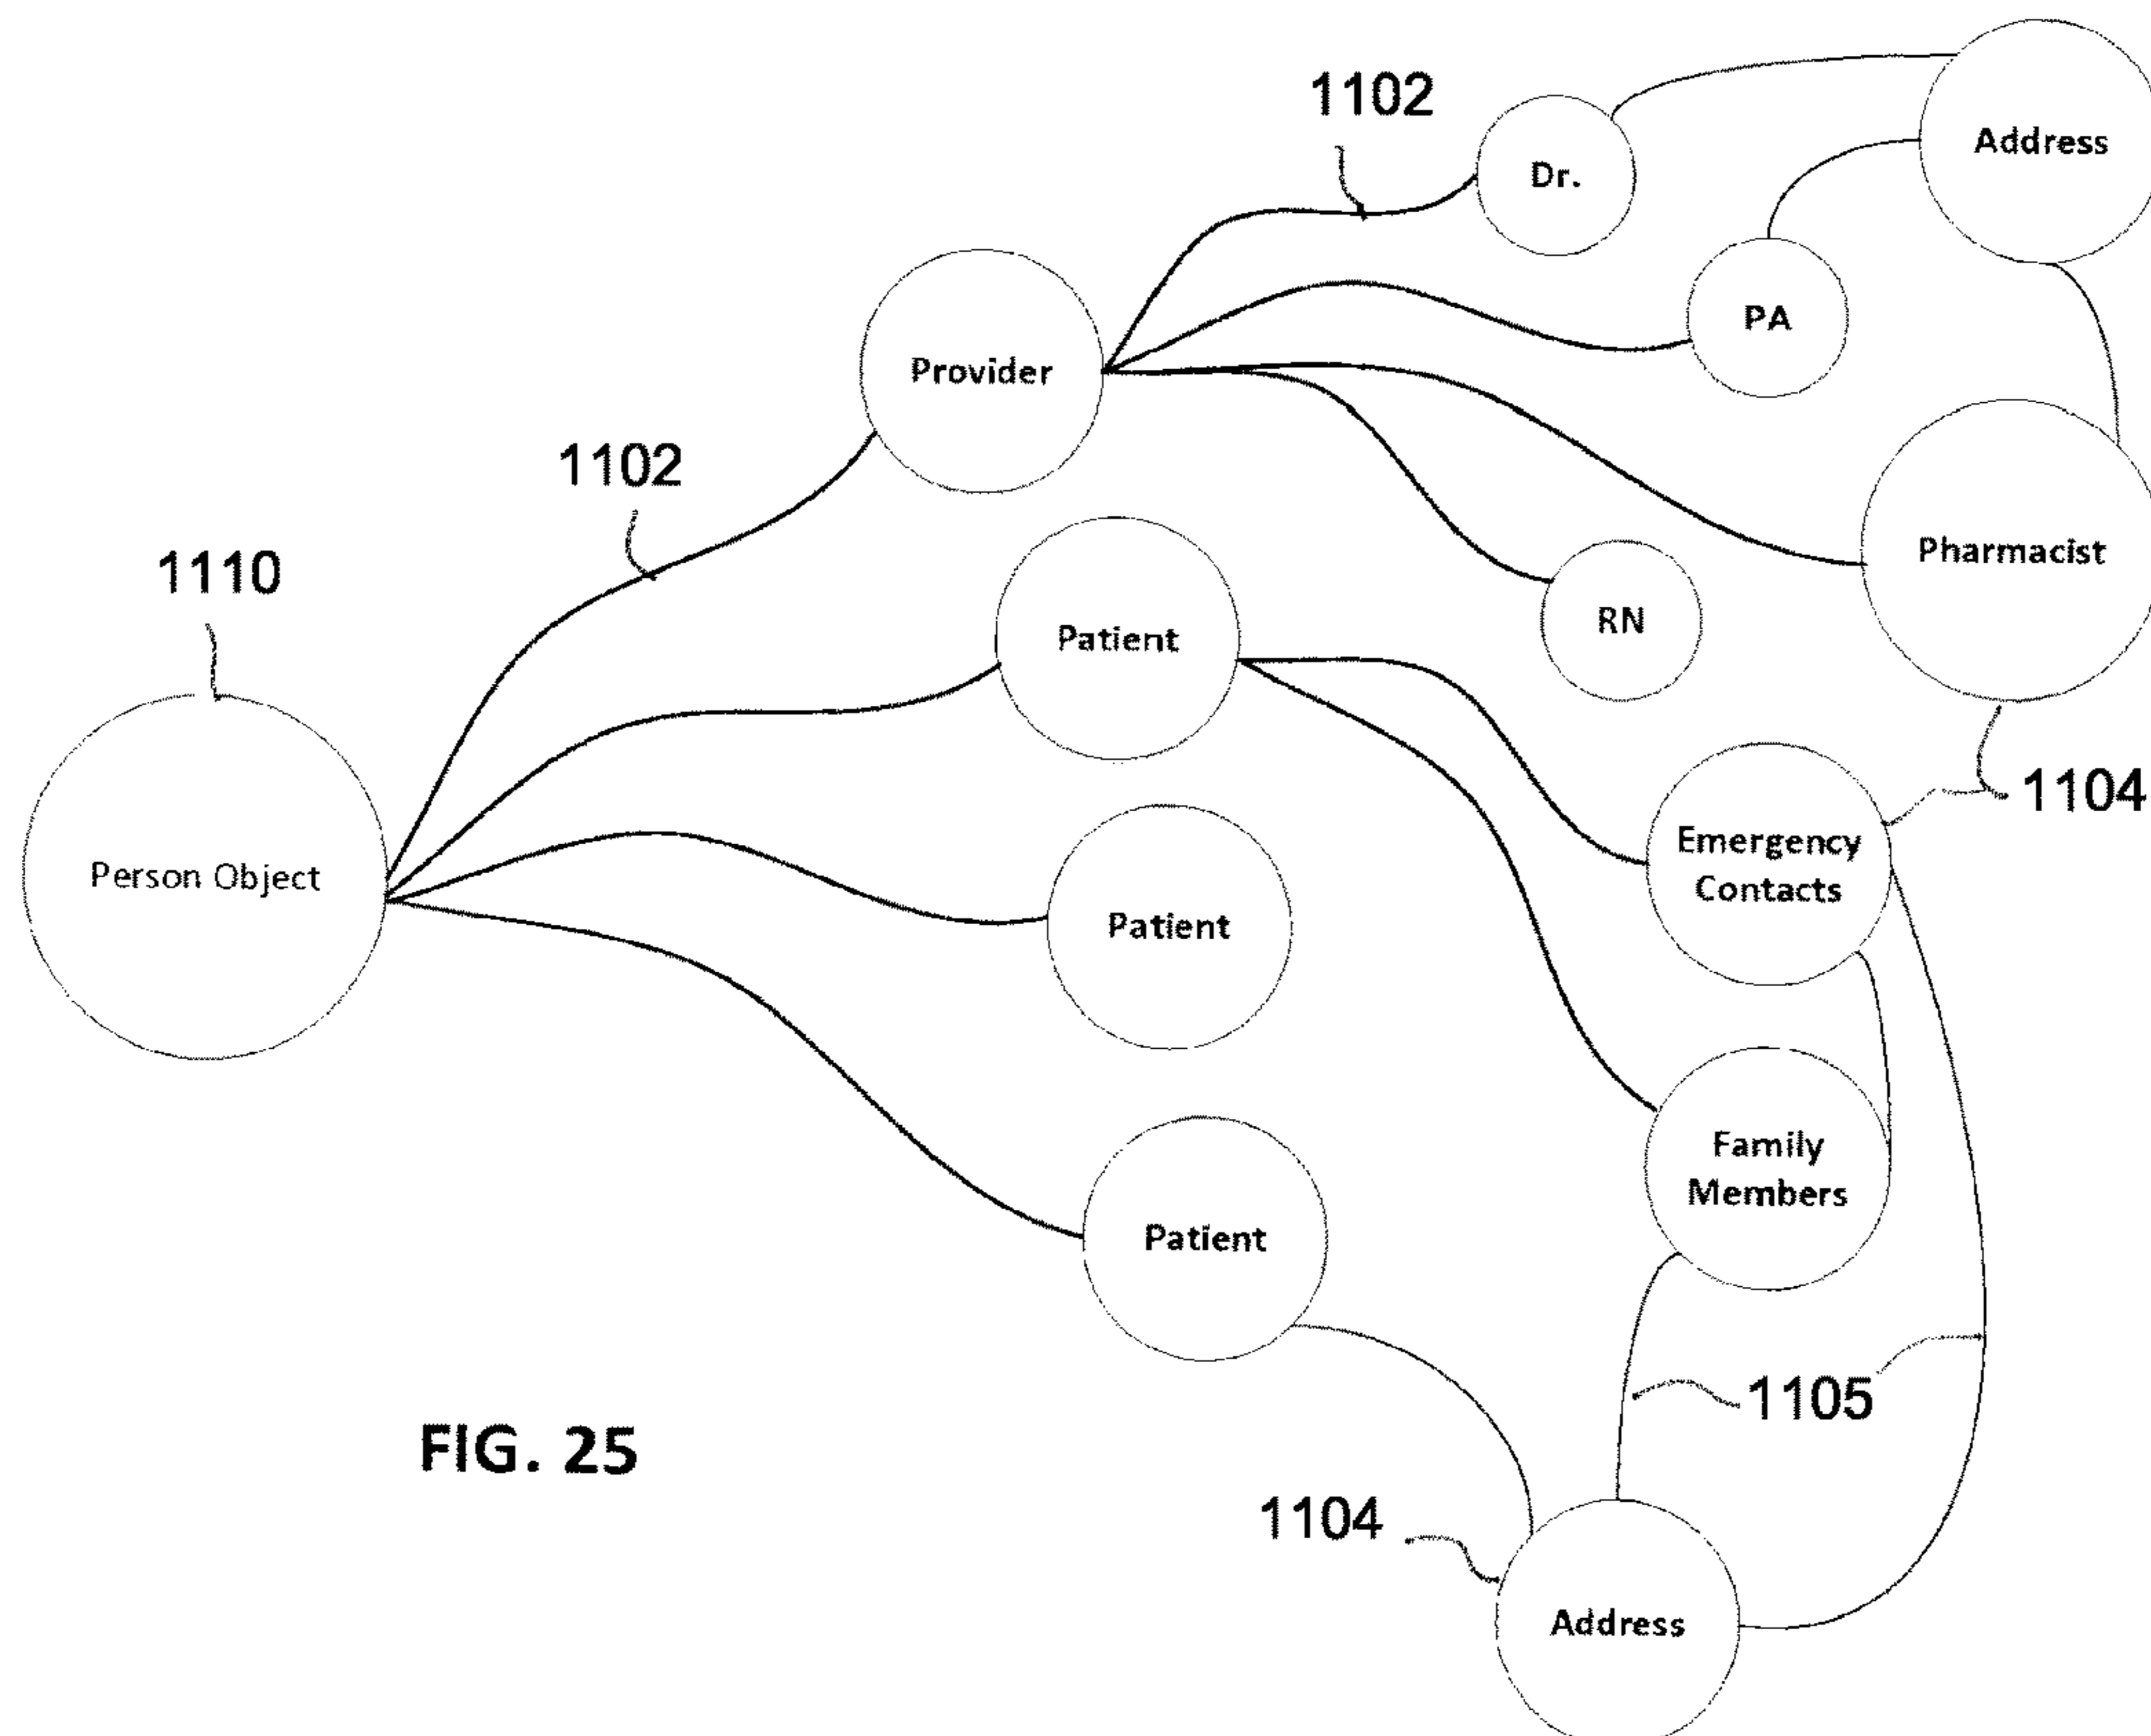 1102
Dr.
Address
PA
Provider
1102
Pharmacist
1110
RN
Patient
1104
Person Object
Emergency
Contacts
Patient
Family
Members
Patient
1105
FIG. 25
1104
Address